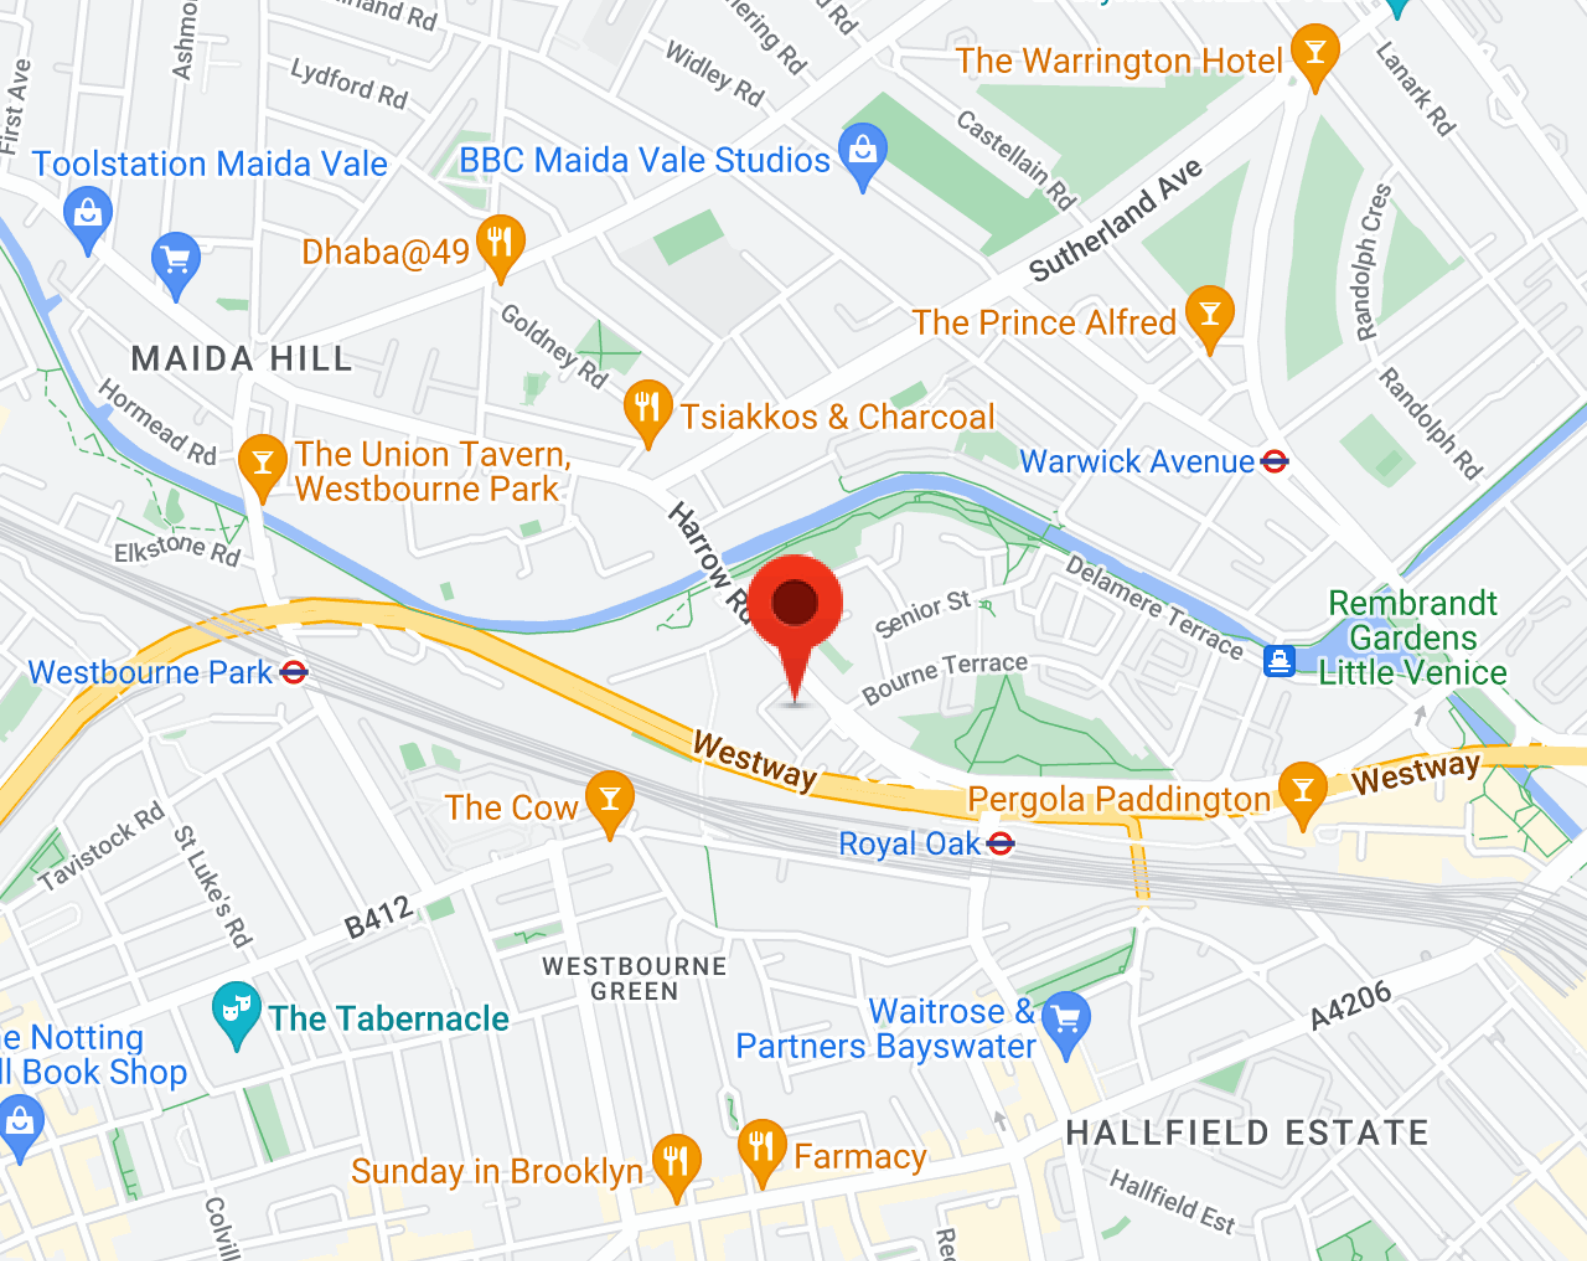 Lydford Rd
Widley Rd
The Warrington Hotel
Lanark Rd
First Ave
Castellain Rd
Toolstation Maida Vale
BBC Maida Vale Studios
Sutherland Ave
Randolph Cres
Dhaba@49
Goldney Rd
The Prince Alfred
MAIDA HILL
Hormead Rd
Tsiakkos & Charcoal
Randolph Rd
The Union Tavern,
Westbourne Park
Warwick Avenue
Harrow Rd
Elkstone Rd
Senior St
Delamere Terrace
Rembrandt
Gardens
Little Venice
Westbourne Park
Bourne Terrace
Westway
Westway
The Cow
Pergola Paddington
Royal Oak
Tavistock Rd
St Luke's Rd
B412
WESTBOURNE
GREEN
The Tabernacle
Waitrose &
Partners Bayswater
A4206
e Notting
ll Book Shop
HALLFIELD ESTATE
Sunday in Brooklyn
Farmacy
Hallfield Est
Colvill